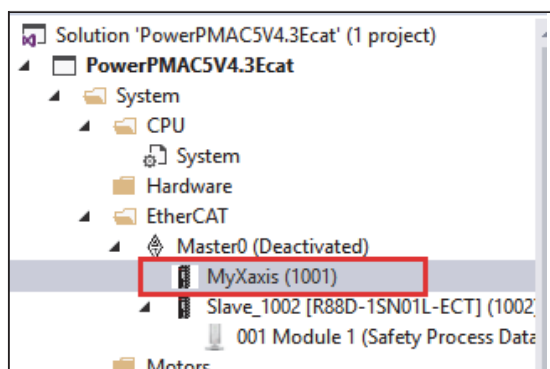 Solution 'PowerPMAC5V4.3Ecat' (1 project)
PowerPMAC5V4.3Ecat
System
CPU
System
Hardware
EtherCAT
Master0 (Deactivated)
MyXaxis (1001)
Slave_1002 [R88D-1SN01L-ECT] (1002)
001 Module 1 (Safety Process Data
Motors